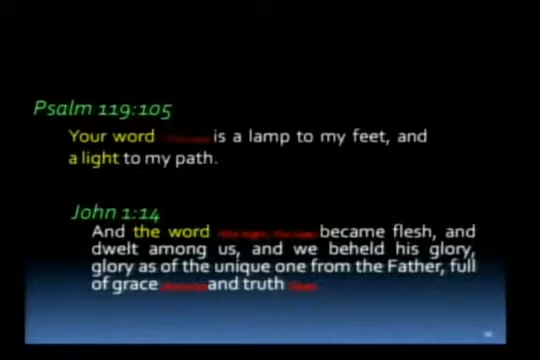 Psalm 119:105
Your word is a lamp to my feet, and
a light to my path.
John 1:14
And the word became flesh, and
dwelt among us, and we beheld his glory,
glory as of the unique one from the Father, full
of grace and truth